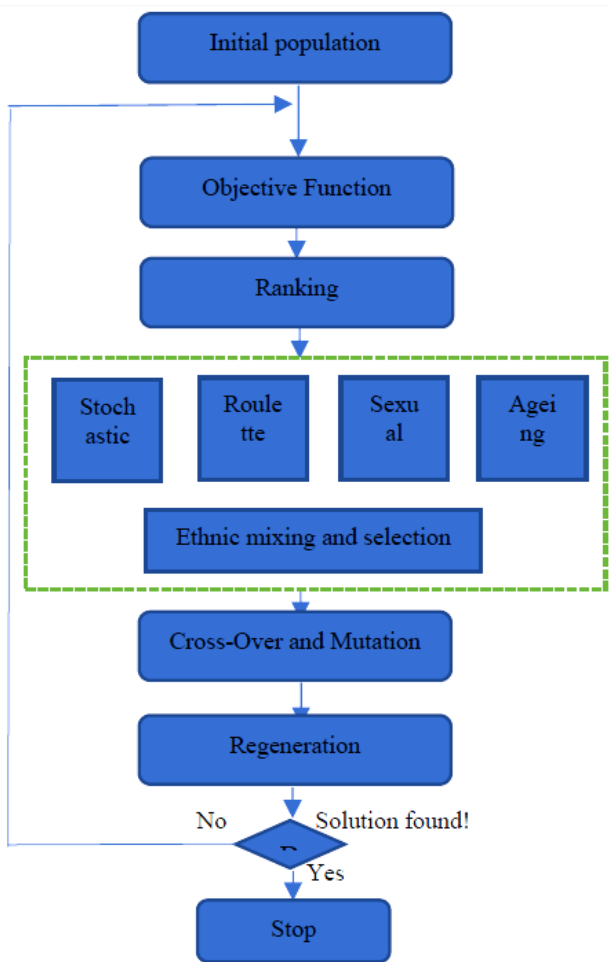 Initial population
Objective Function
Ranking
Stoch
astic
Roule
tte
Sexu
al
Agei
ng
Ethnic mixing and selection
Cross-Over and Mutation
Regeneration
No
Solution found!
Yes
Stop